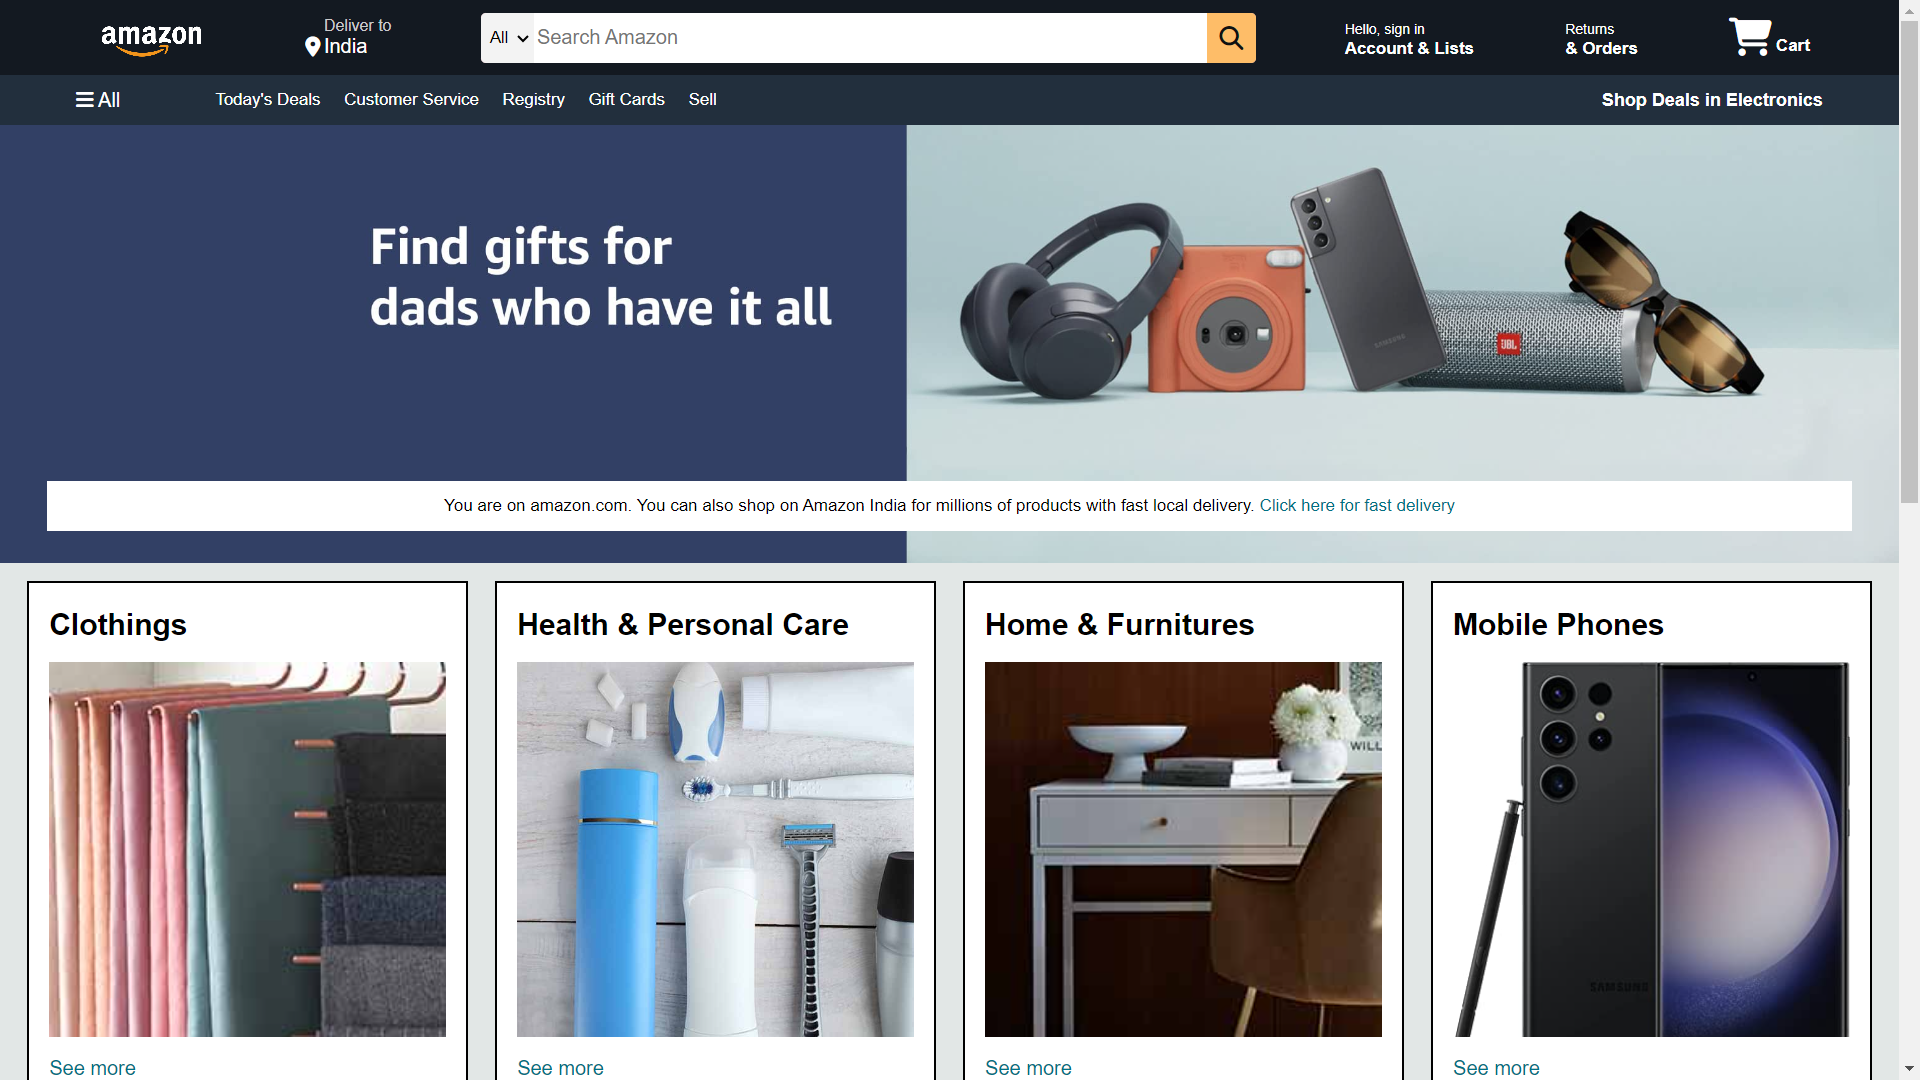 amazon
Deliver to
India
All
Search Amazon
Hello, sign in
Account & Lists
Returns
& Orders
Cart
All
Today's Deals
Customer Service
Registry
Gift Cards
Sell
Shop Deals in Electronics
Find gifts for
dads who have it all
SAMSUNG
JBL
You are on amazon.com. You can also shop on Amazon India for millions of products with fast local delivery. Click here for fast delivery
Clothings
Health & Personal Care
Home & Furnitures
Mobile Phones
WILL
SAMSUNG
See more
See more
See more
See more